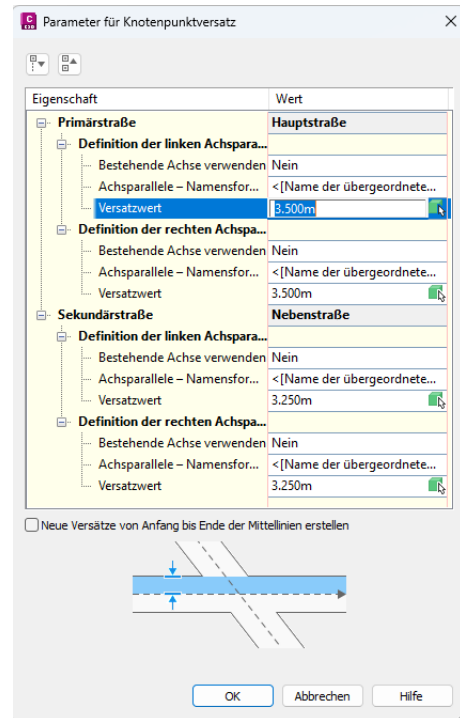 C
C3D
Parameter für Knotenpunktversatz
Eigenschaft Wert
Primärstraße Hauptstraße
Definition der linken Achspara...
Bestehende Achse verwenden Nein
Achsparallele – Namensfor... <[Name der übergeordnete...
Versatzwert 3.500m
Definition der rechten Achspa...
Bestehende Achse verwenden Nein
Achsparallele – Namensfor... <[Name der übergeordnete...
Versatzwert 3.500m
Sekundärstraße Nebenstraße
Definition der linken Achspara...
Bestehende Achse verwenden Nein
Achsparallele – Namensfor... <[Name der übergeordnete...
Versatzwert 3.250m
Definition der rechten Achspa...
Bestehende Achse verwenden Nein
Achsparallele – Namensfor... <[Name der übergeordnete...
Versatzwert 3.250m
Neue Versätze von Anfang bis Ende der Mittellinien erstellen
OK Abbrechen Hilfe